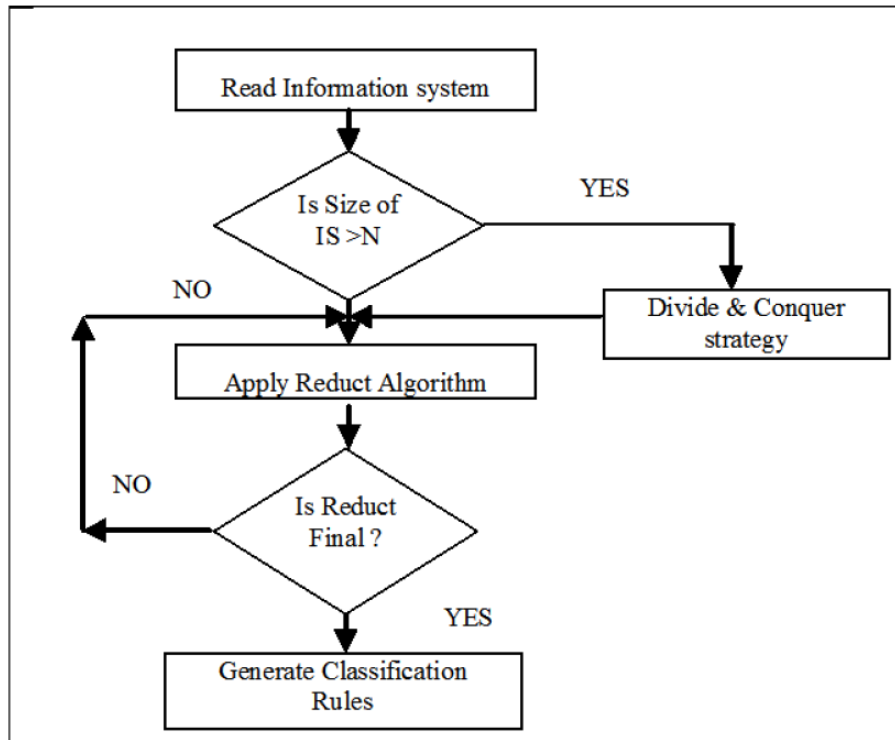 Read Information system
Is Size of
IS >N
YES
NO
Divide & Conquer
strategy
Apply Reduct Algorithm
NO
Is Reduct
Final ?
YES
Generate Classification
Rules